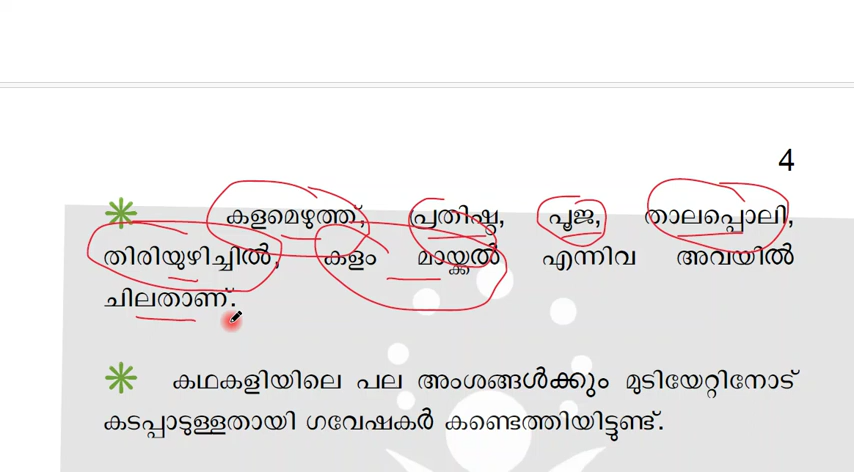 4
കളമെഴുത്ത്, പ്രതിഷ്ഠ, പൂജ, താലപ്പൊലി,
തിരിയുഴിച്ചിൽ, കളം മായ്ക്കൽ എന്നിവ അവയിൽ
ചിലതാണ്.
കഥകളിയിലെ പല അംശങ്ങൾക്കും മുടിയേറ്റിനോട്
കടപ്പാടുള്ളതായി ഗവേഷകർ കണ്ടെത്തിയിട്ടുണ്ട്.